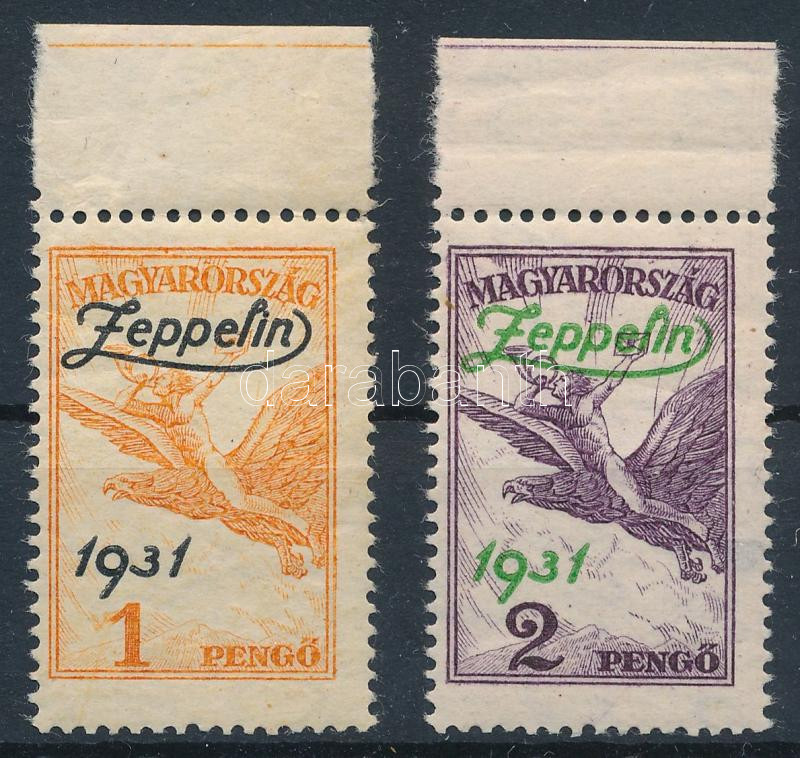 MAGYARORSZÁG
Zeppelin
1931
1 PENGŐ
MAGYARORSZÁG
Zeppelin
1931
2 PENGŐ
darabanth